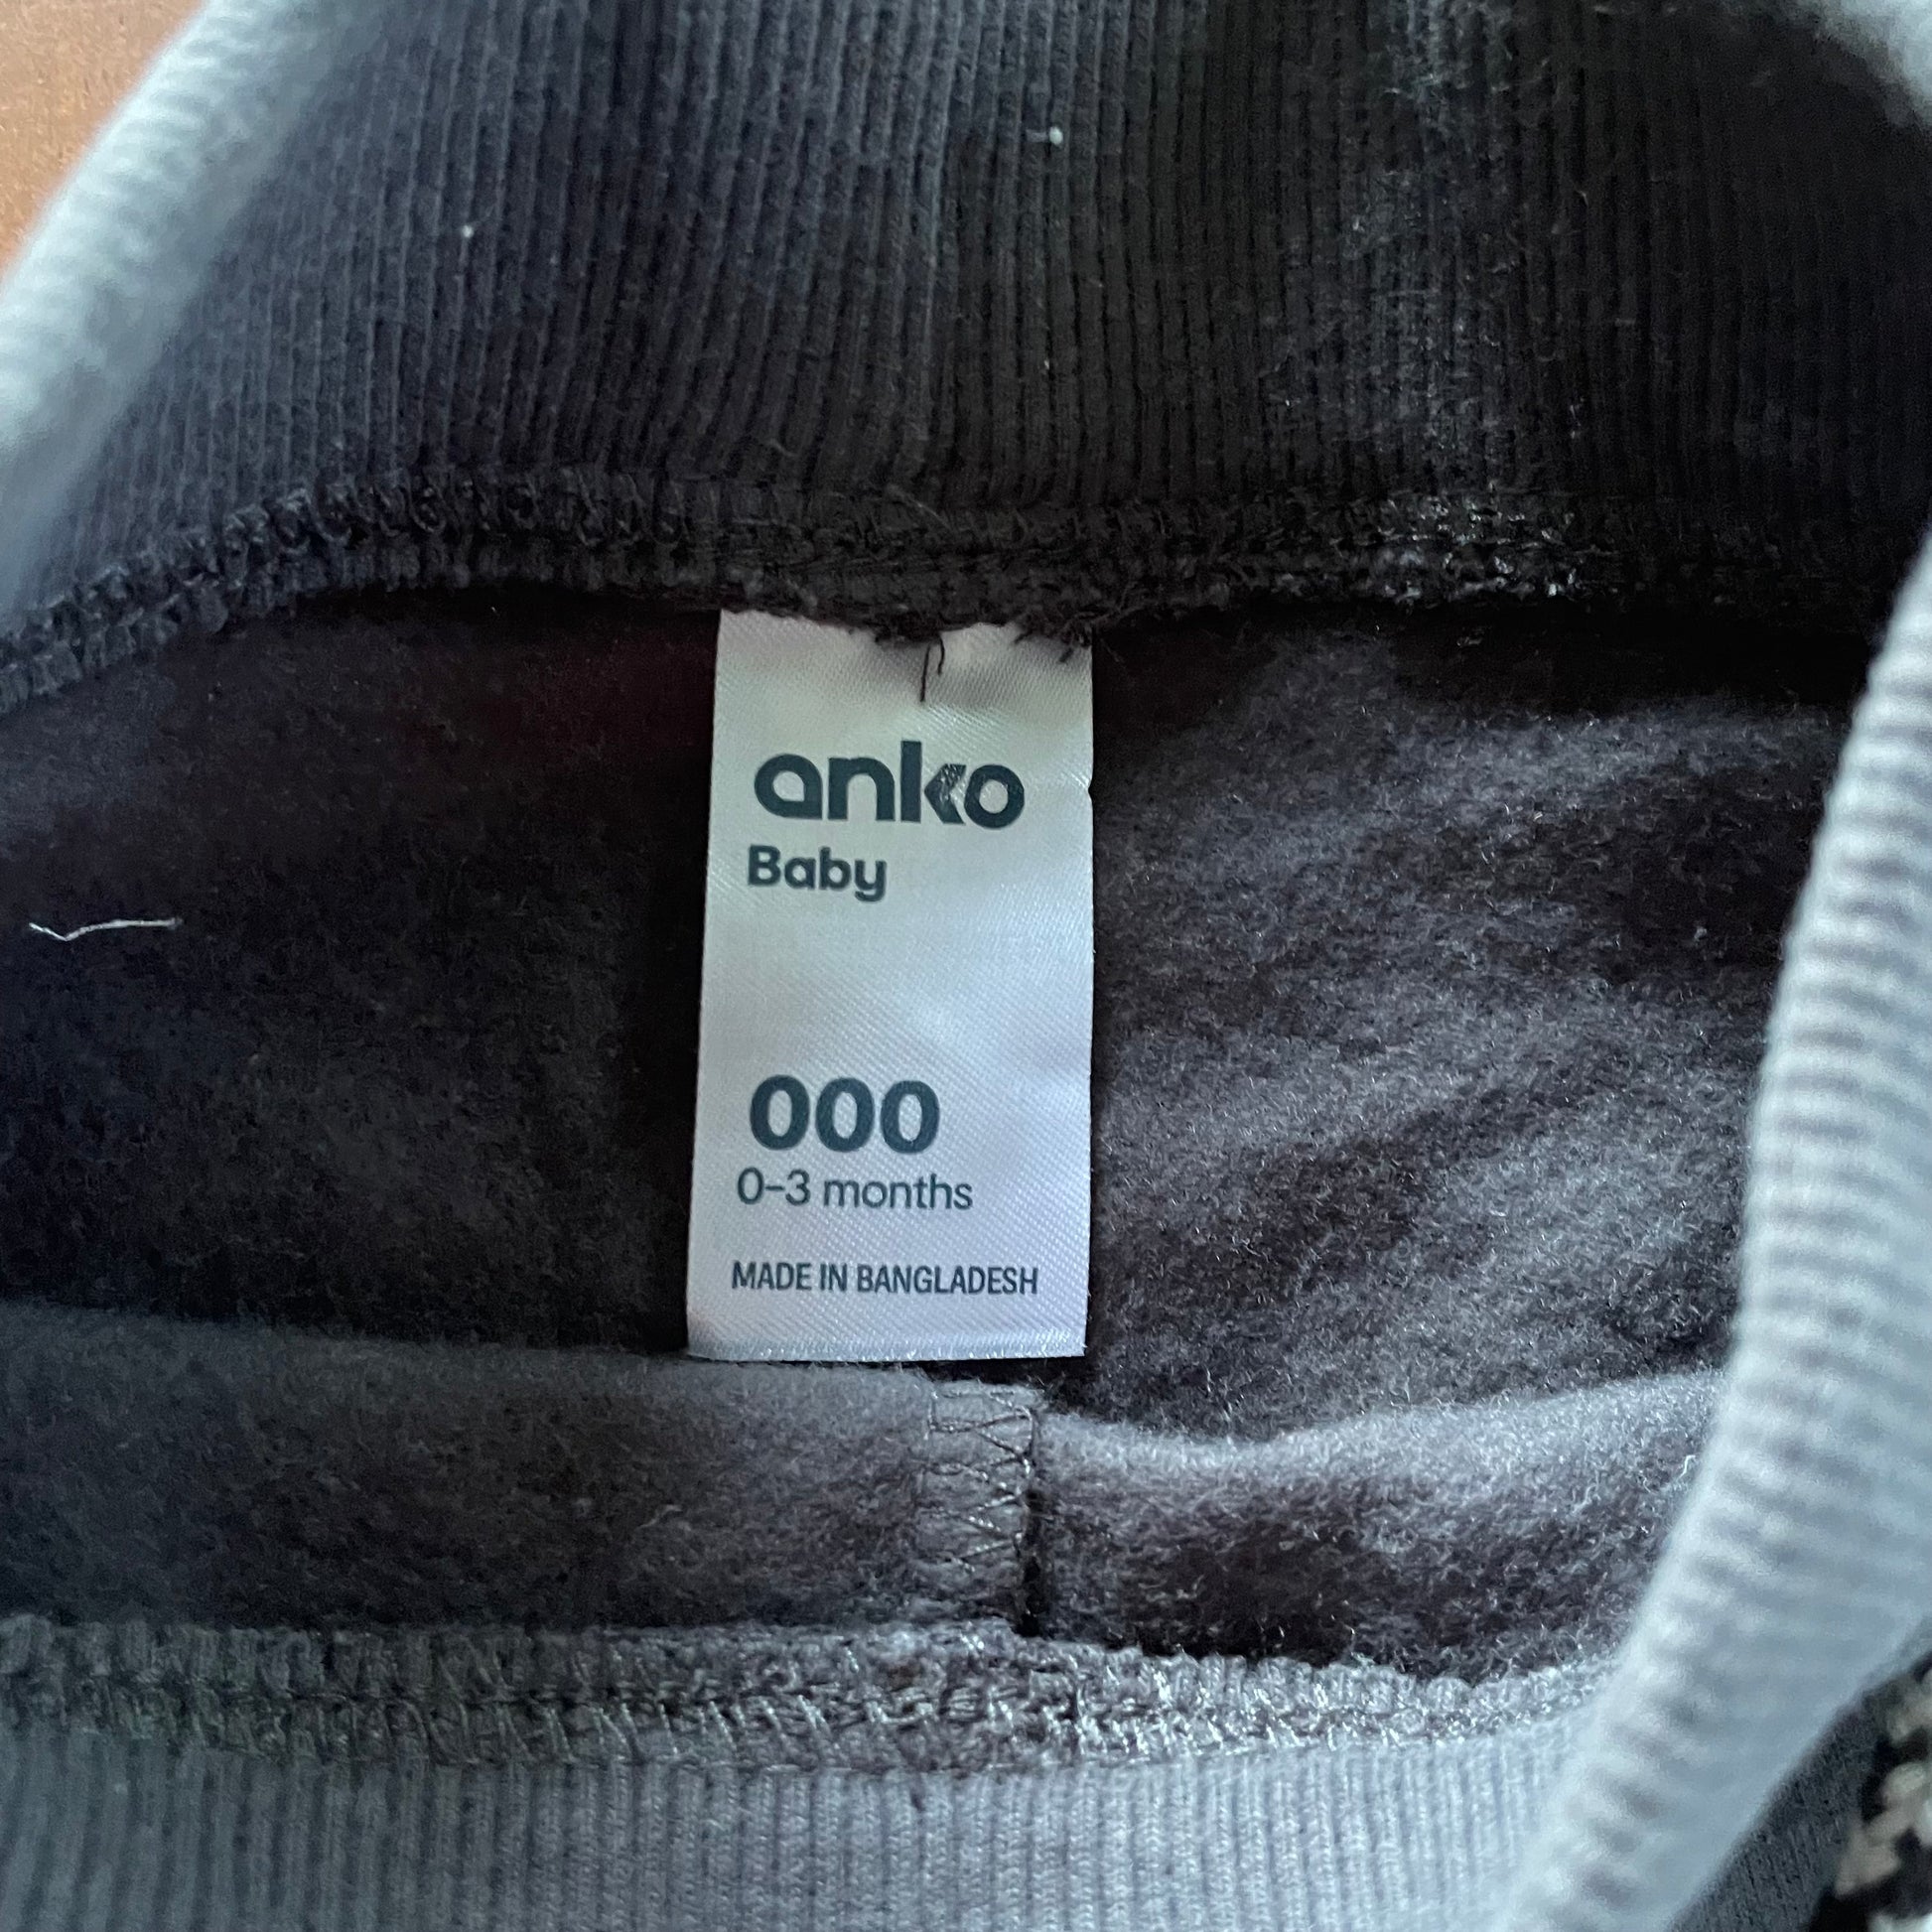 anko
Baby
000
0-3 months
MADE IN BANGLADESH